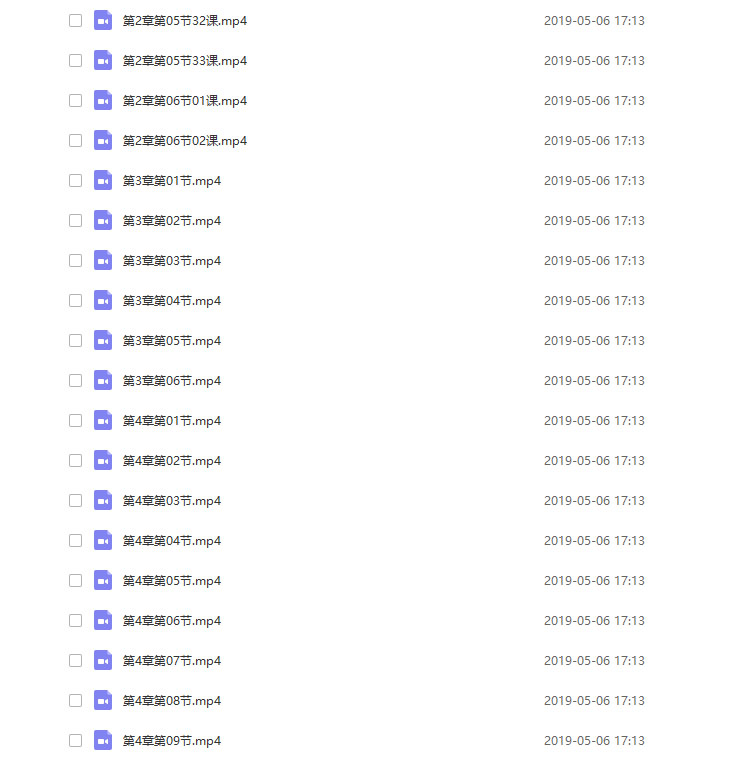 第2章第05节32课.mp4 2019-05-06 17:13
第2章第05节33课.mp4 2019-05-06 17:13
第2章第06节01课.mp4 2019-05-06 17:13
第2章第06节02课.mp4 2019-05-06 17:13
第3章第01节.mp4 2019-05-06 17:13
第3章第02节.mp4 2019-05-06 17:13
第3章第03节.mp4 2019-05-06 17:13
第3章第04节.mp4 2019-05-06 17:13
第3章第05节.mp4 2019-05-06 17:13
第3章第06节.mp4 2019-05-06 17:13
第4章第01节.mp4 2019-05-06 17:13
第4章第02节.mp4 2019-05-06 17:13
第4章第03节.mp4 2019-05-06 17:13
第4章第04节.mp4 2019-05-06 17:13
第4章第05节.mp4 2019-05-06 17:13
第4章第06节.mp4 2019-05-06 17:13
第4章第07节.mp4 2019-05-06 17:13
第4章第08节.mp4 2019-05-06 17:13
第4章第09节.mp4 2019-05-06 17:13